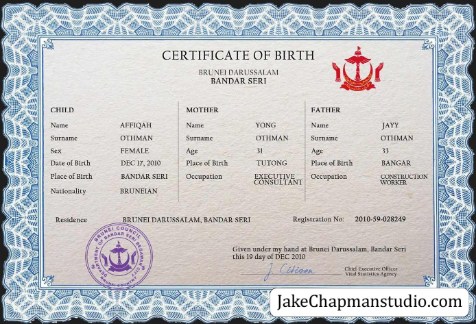 CERTIFICATE OF BIRTH
BRUNEI DARUSSALAM
BANDAR SERI
CHILD MOTHER FATHER
Name AFFIQAH Name YONG Name JAYY
Surname OTHMAN Surname OTHMAN Surname OTHMAN
Sex FEMALE Age 31 Age 33
Date of Birth DEC 17, 2010 Place of Birth TUTONG Place of Birth BANGAR
Place of Birth BANDAR SERI Occupation EXECUTIVE CONSULTANT Occupation CONSTRUCTION WORKER
Nationality BRUNEIAN
Residence BRUNEI DARUSSALAM, BANDAR SERI Registration No: 2010-59-028249
Given under my hand at Brunei Darussalam, Bandar Seri
this 19 day of DEC 2010
Chief Executive Officer
Vital Statistics Agency
BRUNEI COUNCIL
JakeChapmanstudio.com